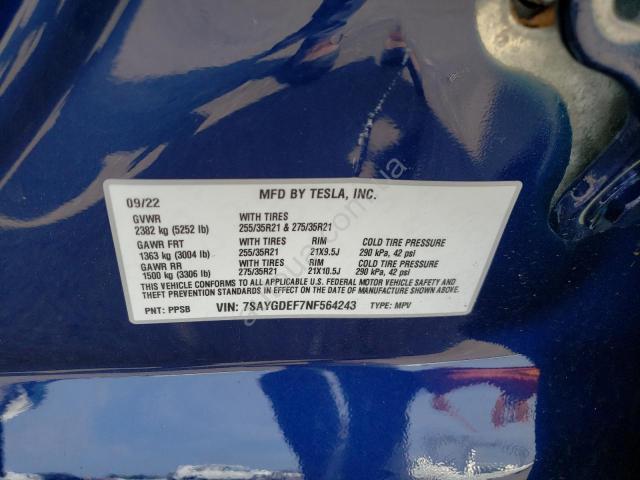 MFD BY TESLA, INC.
09/22
GVWR WITH TIRES
2382 kg (5252 lb) 255/35R21 & 275/35R21
GAWR FRT WITH TIRES RIM COLD TIRE PRESSURE
1363 kg (3004 lb) 255/35R21 21X9.5J 290 kPa, 42 psi
GAWR RR WITH TIRES RIM COLD TIRE PRESSURE
1500 kg (3306 lb) 275/35R21 21X10.5J 290 kPa, 42 psi
THIS VEHICLE CONFORMS TO ALL APPLICABLE U.S. FEDERAL MOTOR VEHICLE SAFETY AND
THEFT PREVENTION STANDARDS IN EFFECT ON THE DATE OF MANUFACTURE SHOWN ABOVE.
PNT: PPSB VIN: 7SAYGDEF7NF564243 TYPE: MPV